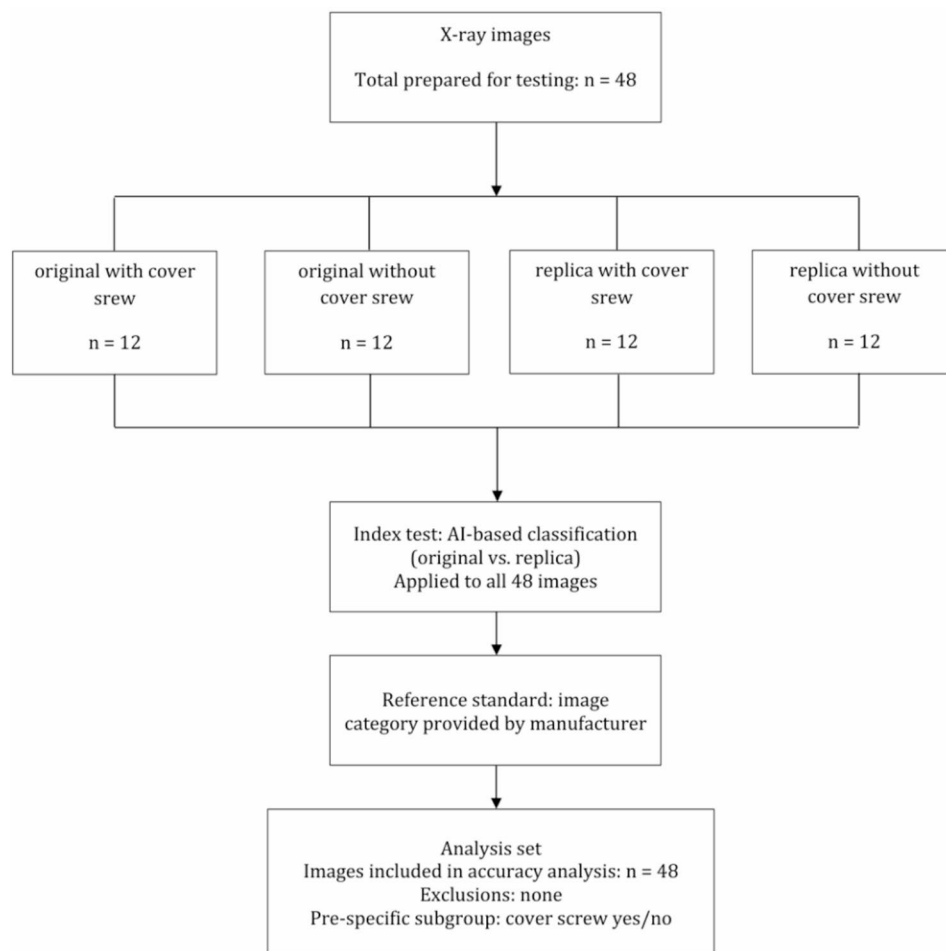 X-ray images
Total prepared for testing: n = 48
original with cover
srew
n = 12
original without
cover srew
n = 12
replica with cover
srew
n = 12
replica without
cover srew
n = 12
Index test: AI-based classification
(original vs. replica)
Applied to all 48 images
Reference standard: image
category provided by manufacturer
Analysis set
Images included in accuracy analysis: n = 48
Exclusions: none
Pre-specific subgroup: cover screw yes/no